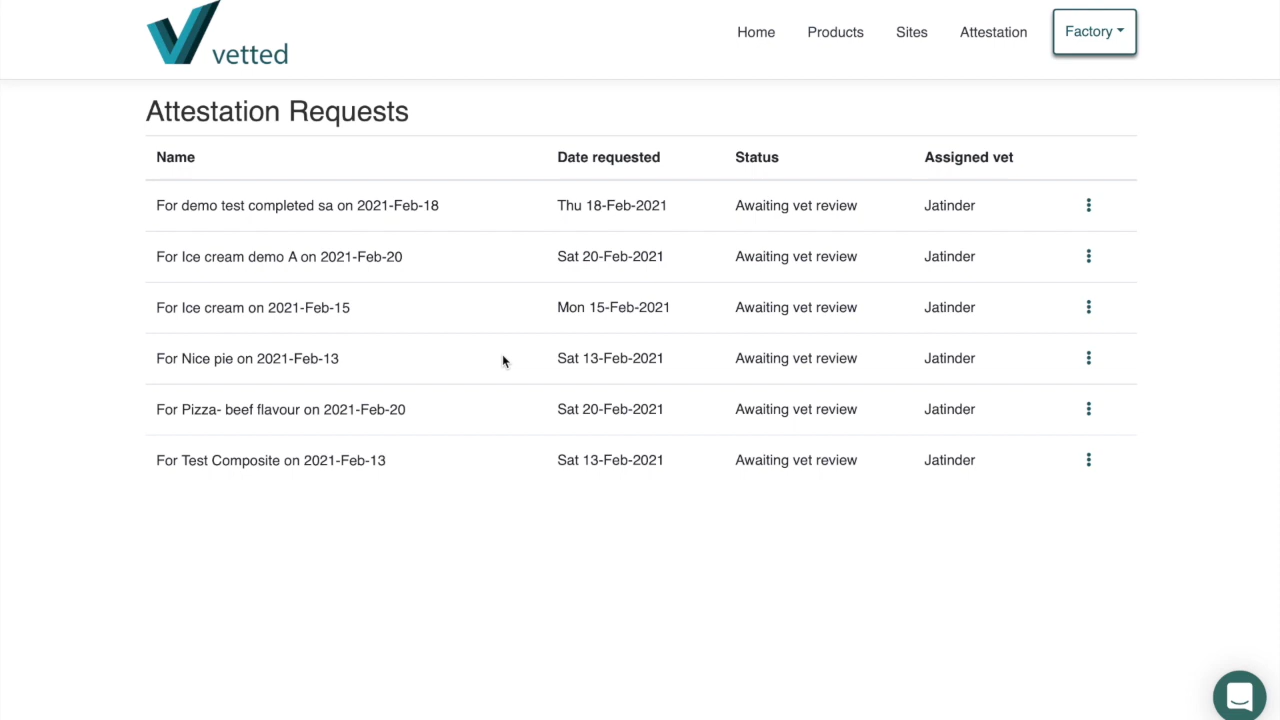 vetted
Home Products Sites Attestation Factory
Attestation Requests
Name Date requested Status Assigned vet
For demo test completed sa on 2021-Feb-18 Thu 18-Feb-2021 Awaiting vet review Jatinder
For Ice cream demo A on 2021-Feb-20 Sat 20-Feb-2021 Awaiting vet review Jatinder
For Ice cream on 2021-Feb-15 Mon 15-Feb-2021 Awaiting vet review Jatinder
For Nice pie on 2021-Feb-13 Sat 13-Feb-2021 Awaiting vet review Jatinder
For Pizza- beef flavour on 2021-Feb-20 Sat 20-Feb-2021 Awaiting vet review Jatinder
For Test Composite on 2021-Feb-13 Sat 13-Feb-2021 Awaiting vet review Jatinder